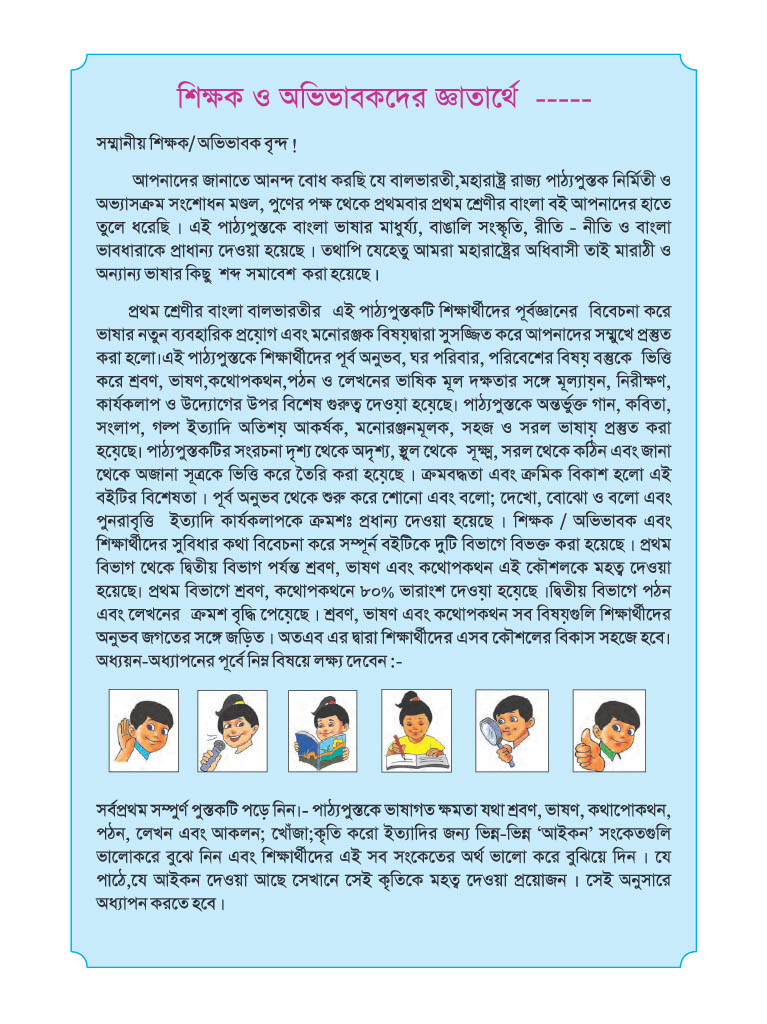 শিক্ষক ও অভিভাবকদের জ্ঞাতার্থে -----
সম্মানীয় শিক্ষক/অভিভাবক বৃন্দ !
আপনাদের জানাতে আনন্দ বোধ করছি যে বালভারতী,মহারাষ্ট্র রাজ্য পাঠ্যপুস্তক নির্মিতী ও
অভ্যাসক্রম সংশোধন মণ্ডল, পুণের পক্ষ থেকে প্রথমবার প্রথম শ্রেণীর বাংলা বই আপনাদের হাতে
তুলে ধরেছি । এই পাঠ্যপুস্তকে বাংলা ভাষার মাধুর্য্য, বাঙালি সংস্কৃতি, রীতি - নীতি ও বাংলা
ভাবধারাকে প্রাধান্য দেওয়া হয়েছে । তথাপি যেহেতু আমরা মহারাষ্ট্রের অধিবাসী তাই মারাঠী ও
অন্যান্য ভাষার কিছু শব্দ সমাবেশ করা হয়েছে।
প্রথম শ্রেণীর বাংলা বালভারতীর এই পাঠ্যপুস্তকটি শিক্ষার্থীদের পূর্বজ্ঞানের বিবেচনা করে
ভাষার নতুন ব্যবহারিক প্রয়োগ এবং মনোরঞ্জক বিষয়দ্বারা সুসজ্জিত করে আপনাদের সম্মুখে প্রস্তুত
করা হলো।এই পাঠ্যপুস্তকে শিক্ষার্থীদের পূর্ব অনুভব, ঘর পরিবার, পরিবেশের বিষয় বস্তুকে ভিত্তি
করে শ্রবণ, ভাষণ,কথোপকথন,পঠন ও লেখনের ভাষিক মূল দক্ষতার সঙ্গে মূল্যায়ন, নিরীক্ষণ,
কার্যকলাপ ও উদ্যোগের উপর বিশেষ গুরুত্ব দেওয়া হয়েছে। পাঠ্যপুস্তকে অন্তর্ভুক্ত গান, কবিতা,
সংলাপ, গল্প ইত্যাদি অতিশয় আকর্ষক, মনোরঞ্জনমূলক, সহজ ও সরল ভাষায় প্রস্তুত করা
হয়েছে। পাঠ্যপুস্তকটির সংরচনা দৃশ্য থেকে অদৃশ্য, স্থুল থেকে সূক্ষ্ম, সরল থেকে কঠিন এবং জানা
থেকে অজানা সূত্রকে ভিত্তি করে তৈরি করা হয়েছে । ক্রমবদ্ধতা এবং ক্রমিক বিকাশ হলো এই
বইটির বিশেষতা । পূর্ব অনুভব থেকে শুরু করে শোনো এবং বলো; দেখো, বোঝো ও বলো এবং
পুনরাবৃত্তি ইত্যাদি কার্যকলাপকে ক্রমশঃ প্রধান্য দেওয়া হয়েছে । শিক্ষক / অভিভাবক এবং
শিক্ষার্থীদের সুবিধার কথা বিবেচনা করে সম্পূর্ন বইটিকে দুটি বিভাগে বিভক্ত করা হয়েছে । প্রথম
বিভাগ থেকে দ্বিতীয় বিভাগ পর্যন্ত শ্রবণ, ভাষণ এবং কথোপকথন এই কৌশলকে মহত্ব দেওয়া
হয়েছে। প্রথম বিভাগে শ্রবণ, কথোপকথনে ৮০% ভারাংশ দেওয়া হয়েছে ।দ্বিতীয় বিভাগে পঠন
এবং লেখনের ক্রমশ বৃদ্ধি পেয়েছে । শ্রবণ, ভাষণ এবং কথোপকথন সব বিষয়গুলি শিক্ষার্থীদের
অনুভব জগতের সঙ্গে জড়িত । অতএব এর দ্বারা শিক্ষার্থীদের এসব কৌশলের বিকাস সহজে হবে।
অধ্যয়ন-অধ্যাপনের পূর্বে নিম্ন বিষয়ে লক্ষ্য দেবেন :-
সর্বপ্রথম সম্পুর্ণ পুস্তকটি পড়ে নিন।- পাঠ্যপুস্তকে ভাষাগত ক্ষমতা যথা শ্রবণ, ভাষণ, কথাপোকথন,
পঠন, লেখন এবং আকলন; খোঁজা;কৃতি করো ইত্যাদির জন্য ভিন্ন-ভিন্ন ‘আইকন’ সংকেতগুলি
ভালোকরে বুঝে নিন এবং শিক্ষার্থীদের এই সব সংকেতের অর্থ ভালো করে বুঝিয়ে দিন । যে
পাঠে,যে আইকন দেওয়া আছে সেখানে সেই কৃতিকে মহত্ব দেওয়া প্রয়োজন । সেই অনুসারে
অধ্যাপন করতে হবে।